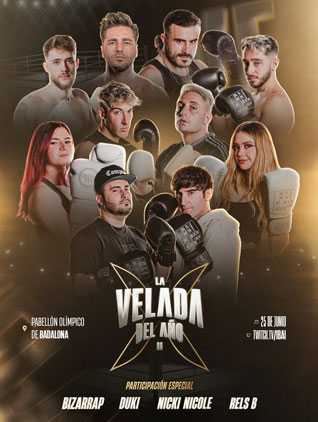 LA
VELADA
DEL AÑO
II
PABELLÓN OLÍMPICO
DE BADALONA
25 DE JUNIO
TWITCH.TV/IBAI
PARTICIPACIÓN ESPECIAL
BIZARRAP DUKI NICKI NICOLE RELS B